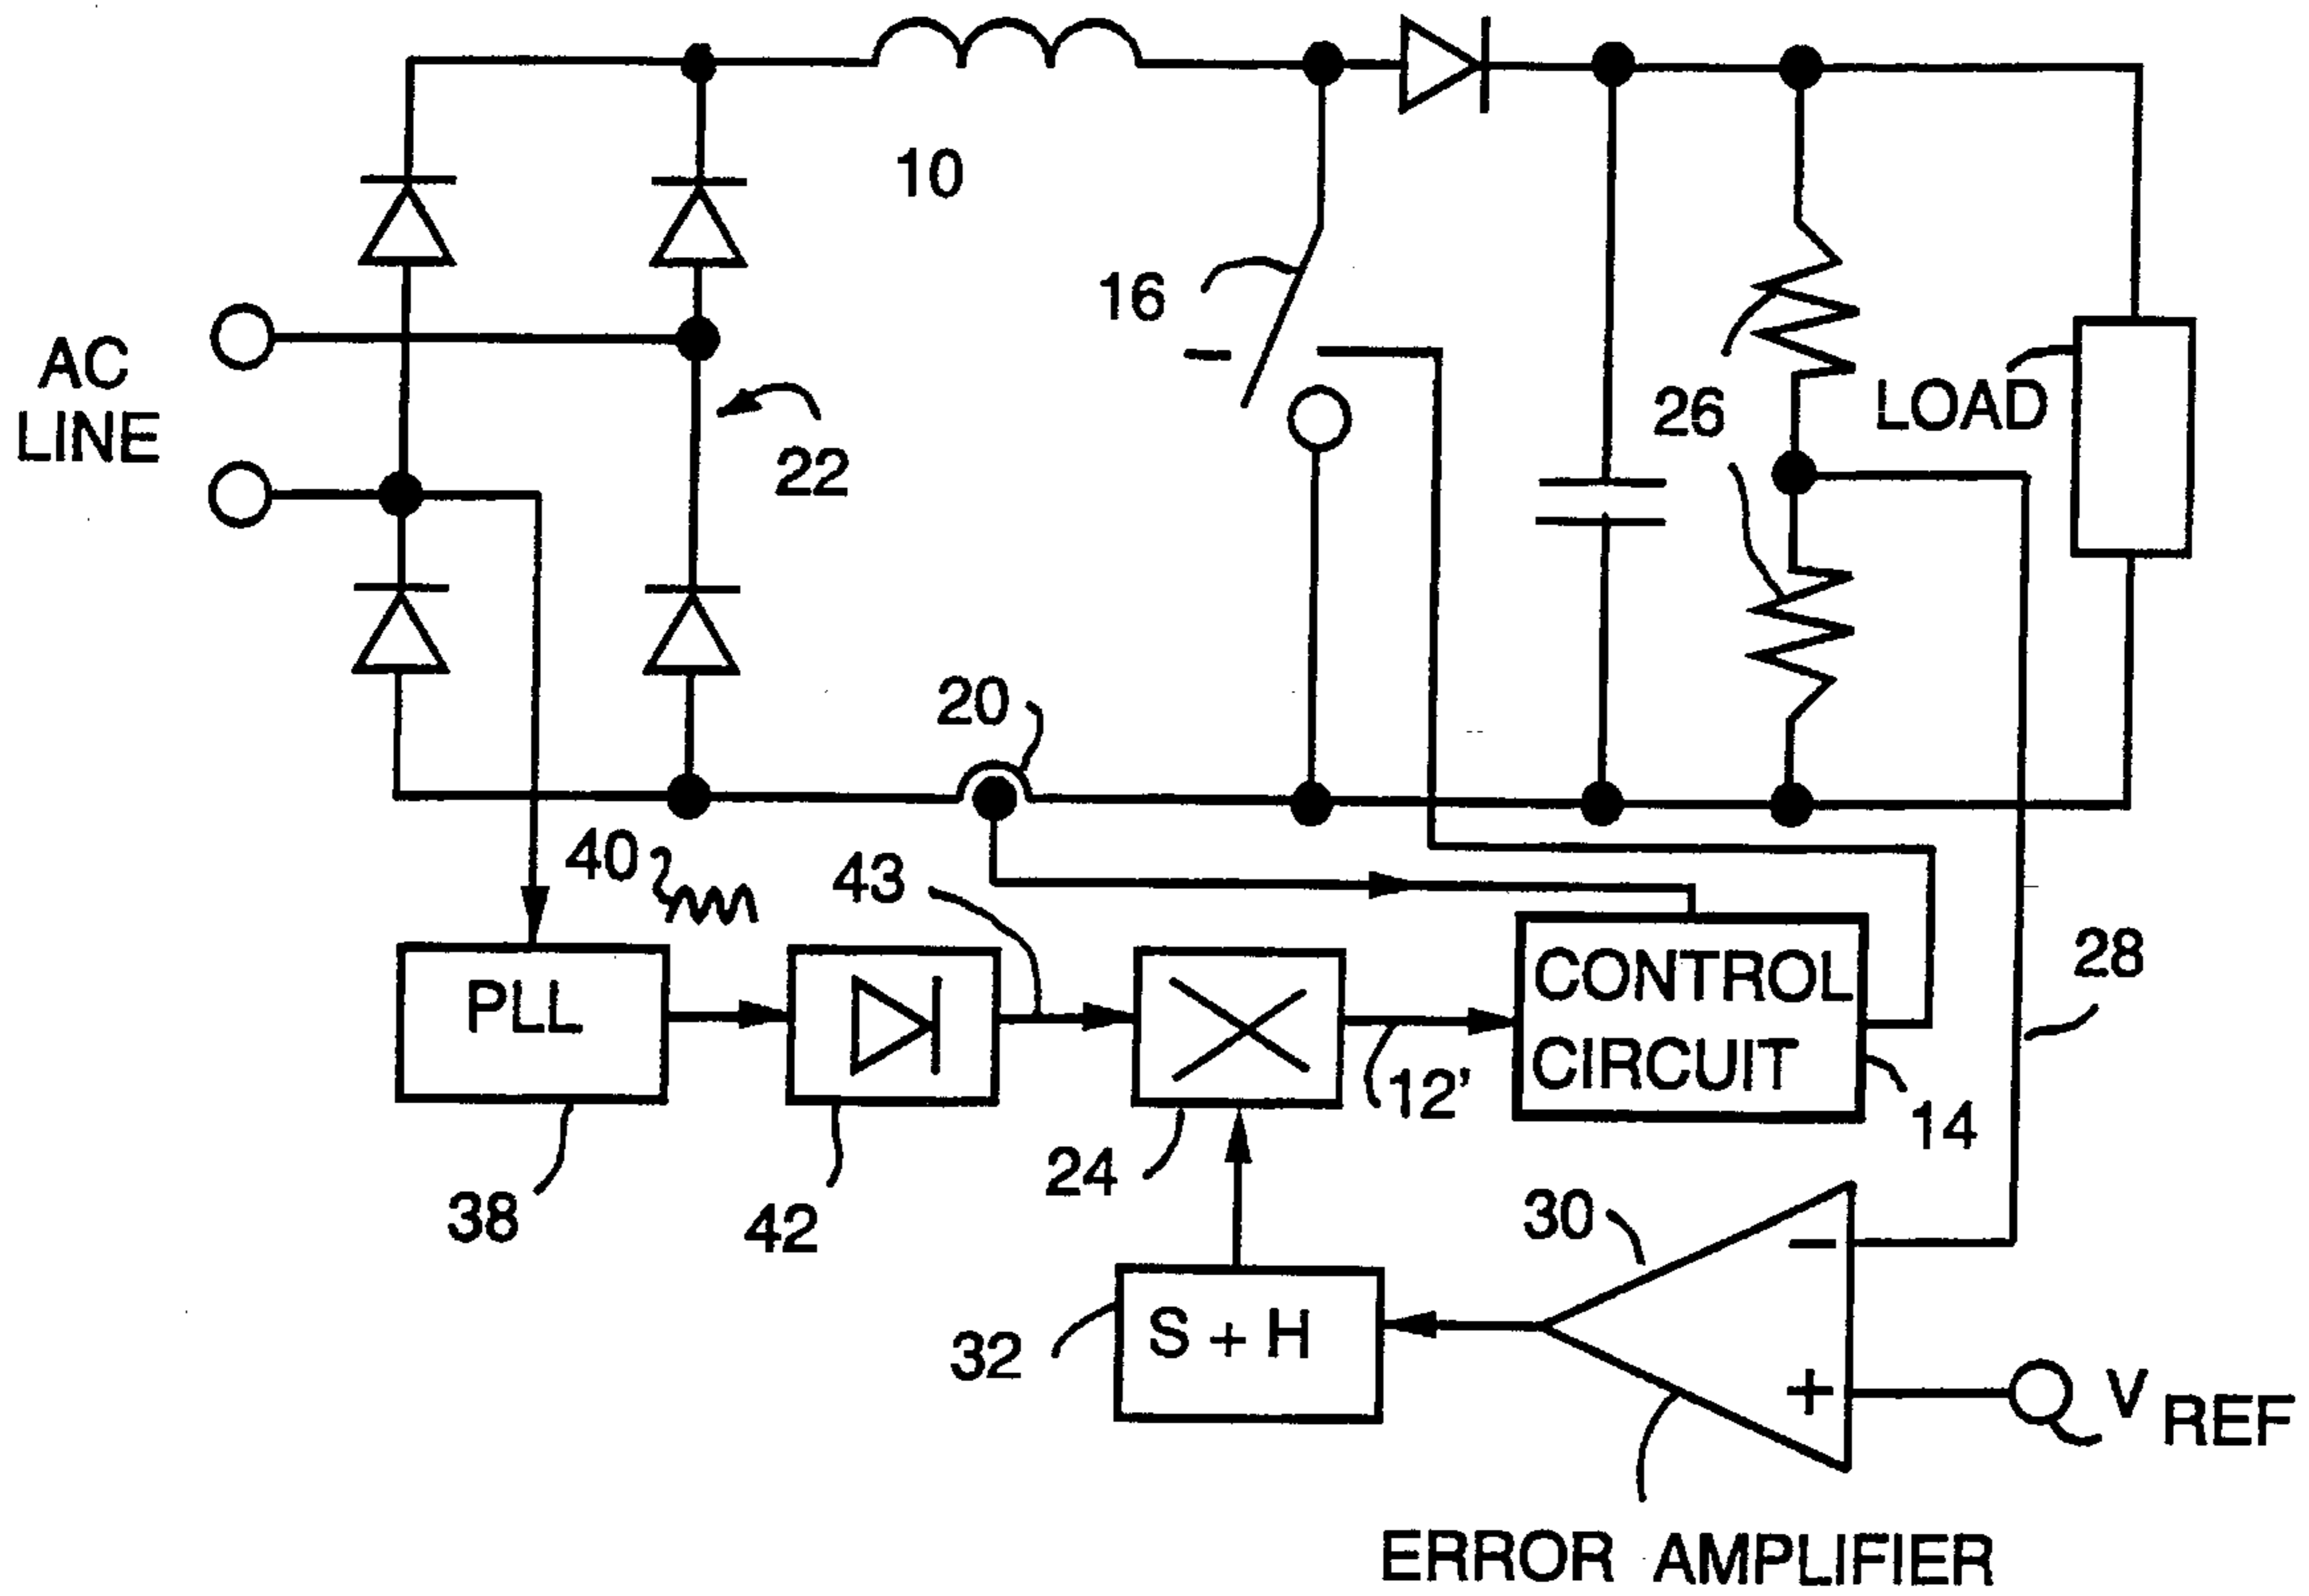 10
16
AC
LINE
26
LOAD
22
20
40
43
PLL
CONTROL
CIRCUIT
28
12'
14
24
38
42
30
−
S + H
32
+
V REF
ERROR AMPLIFIER